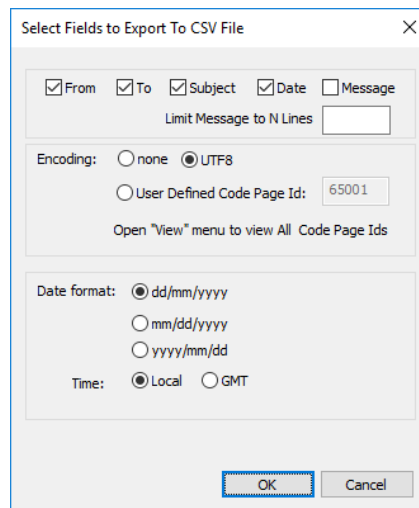 Select Fields to Export To CSV File
From To Subject Date Message
Limit Message to N Lines
Encoding: none UTF8
User Defined Code Page Id: 65001
Open "View" menu to view All Code Page Ids
Date format: dd/mm/yyyy
mm/dd/yyyy
yyyy/mm/dd
Time: Local GMT
OK Cancel